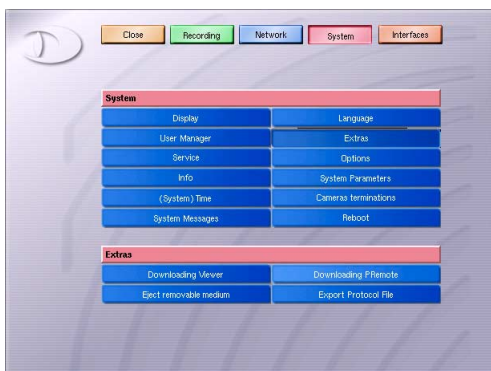 Close Recording Network System Interfaces
System
Display Language
User Manager Extras
Service Options
Info System Parameters
(System) Time Cameras terminations
System Messages Reboot
Extras
Downloading Viewer Downloading PRemote
Eject removable medium Export Protocol File